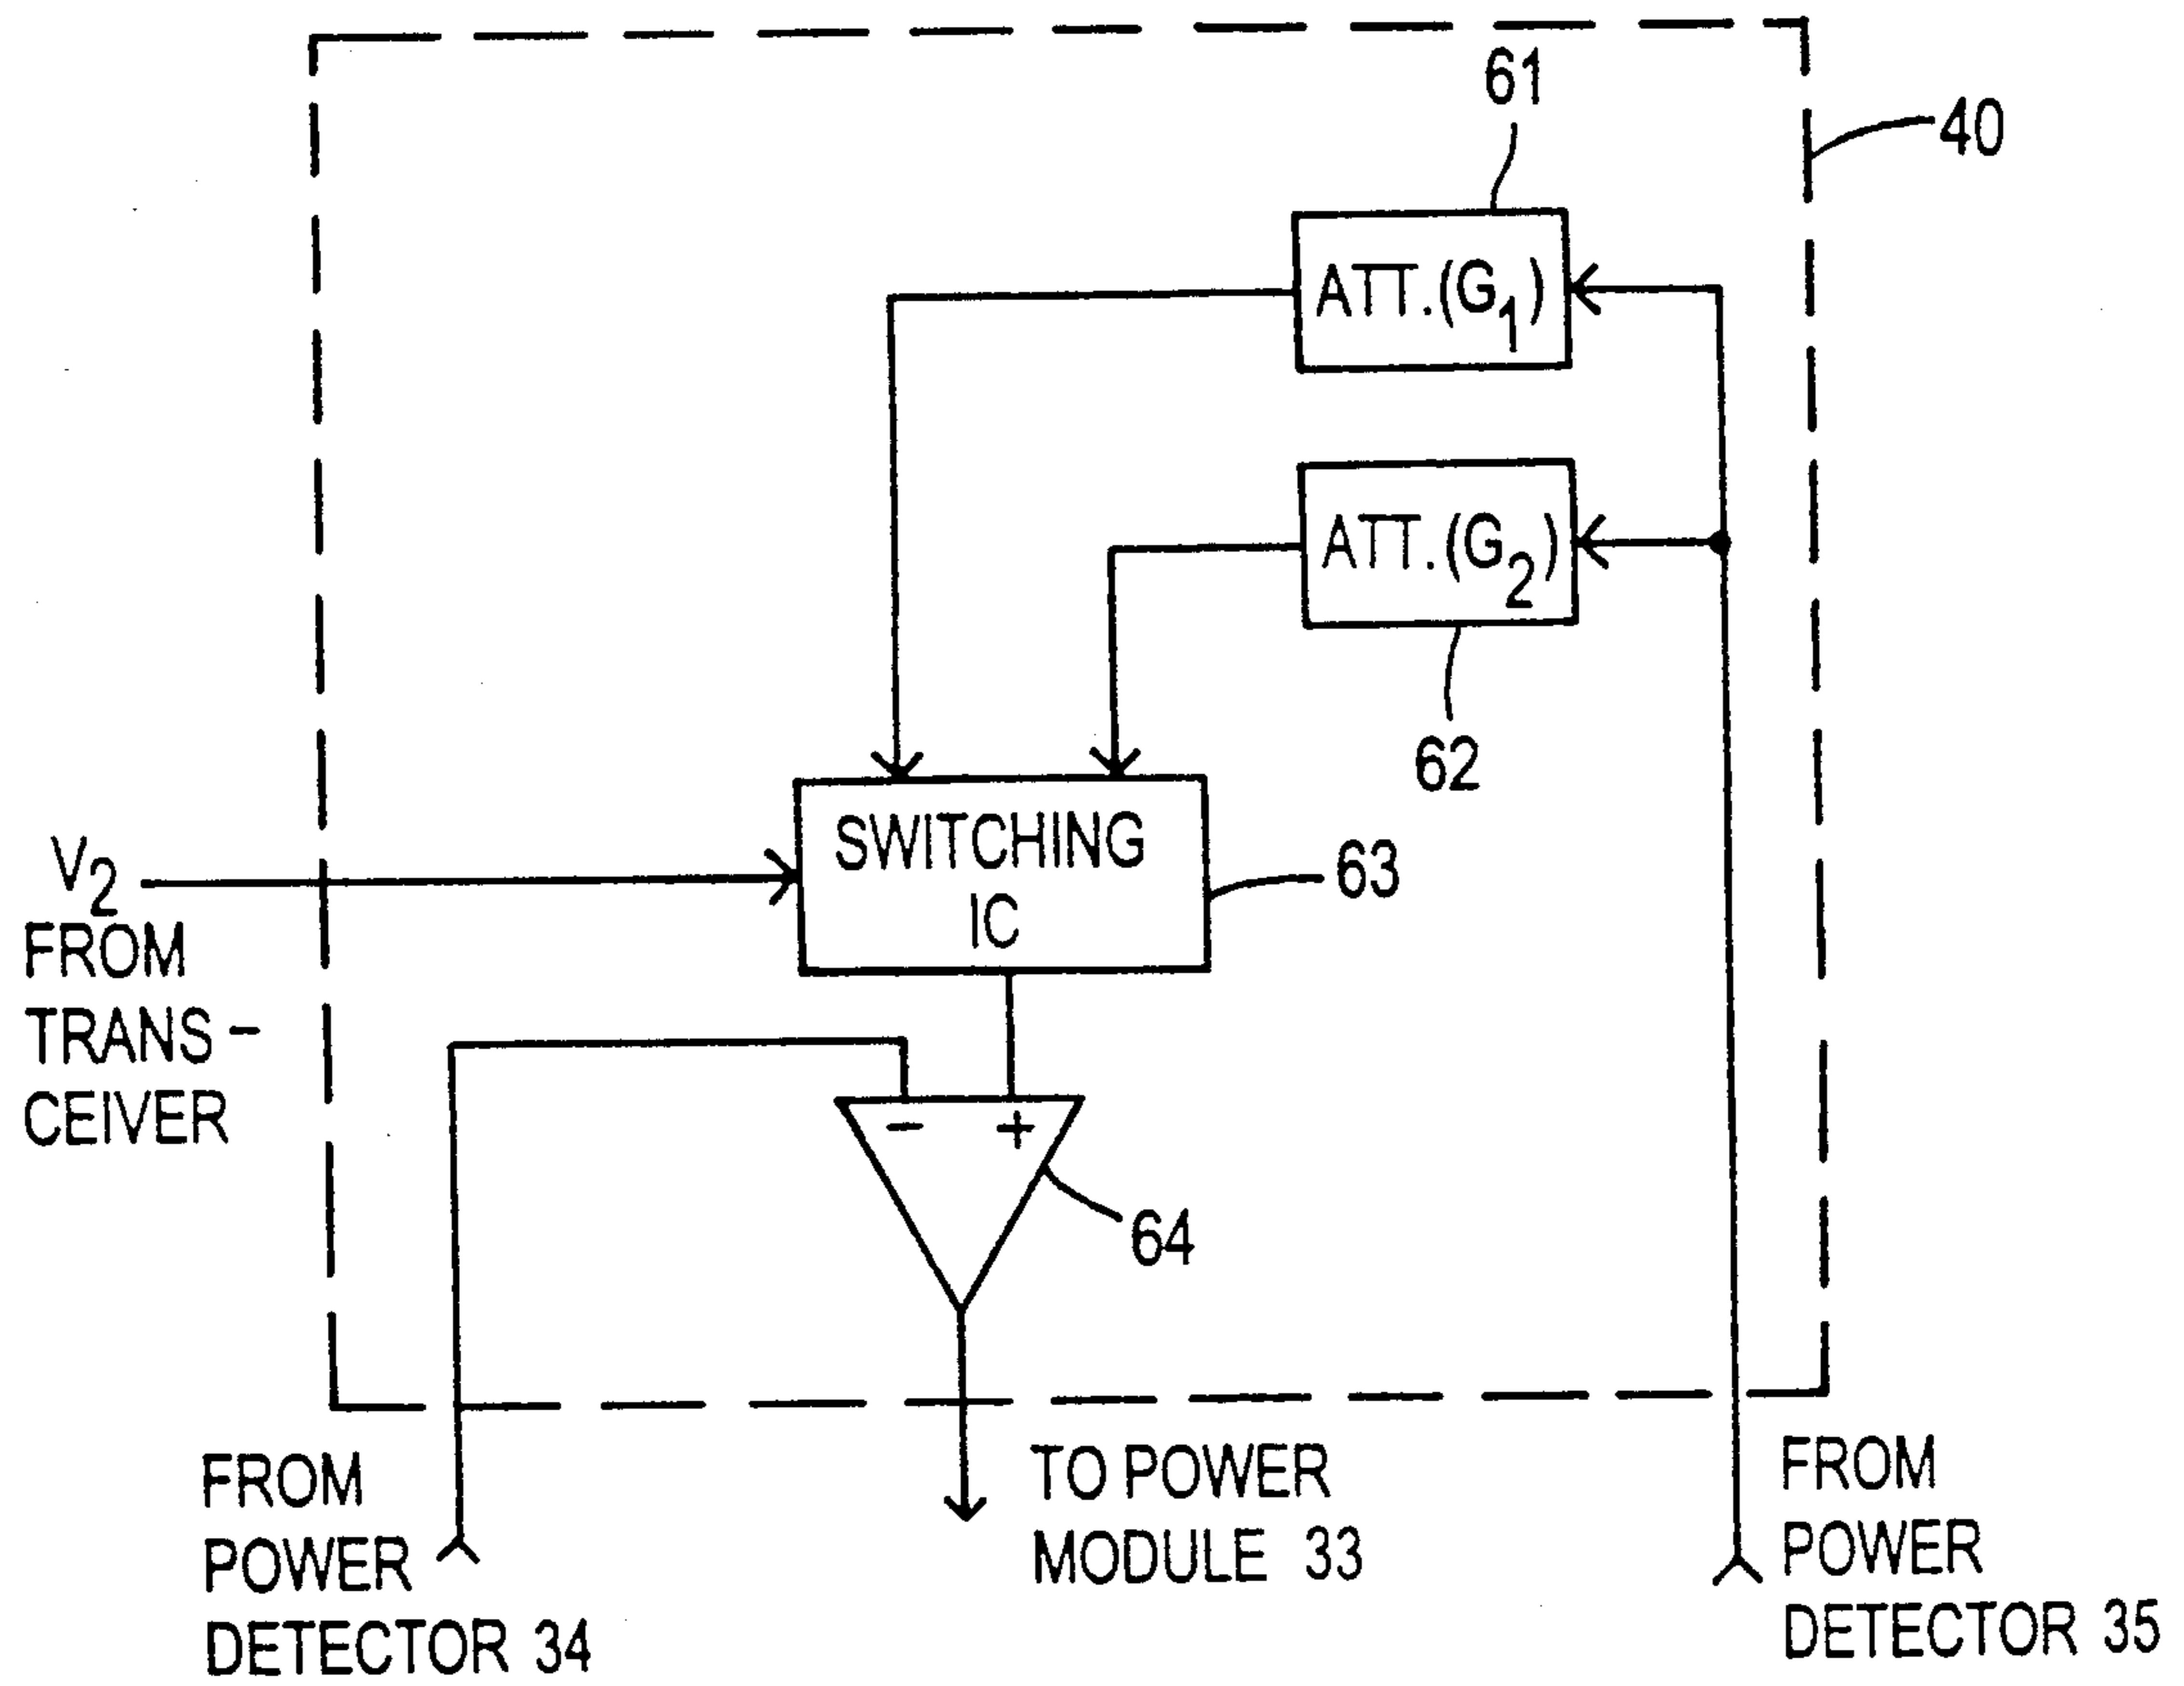 61
40
ATT.(G1)
ATT.(G2)
62
V2
FROM
TRANS-
CEIVER
SWITCHING
IC
63
- +
64
FROM
POWER
DETECTOR 34
TO POWER
MODULE 33
FROM
POWER
DETECTOR 35